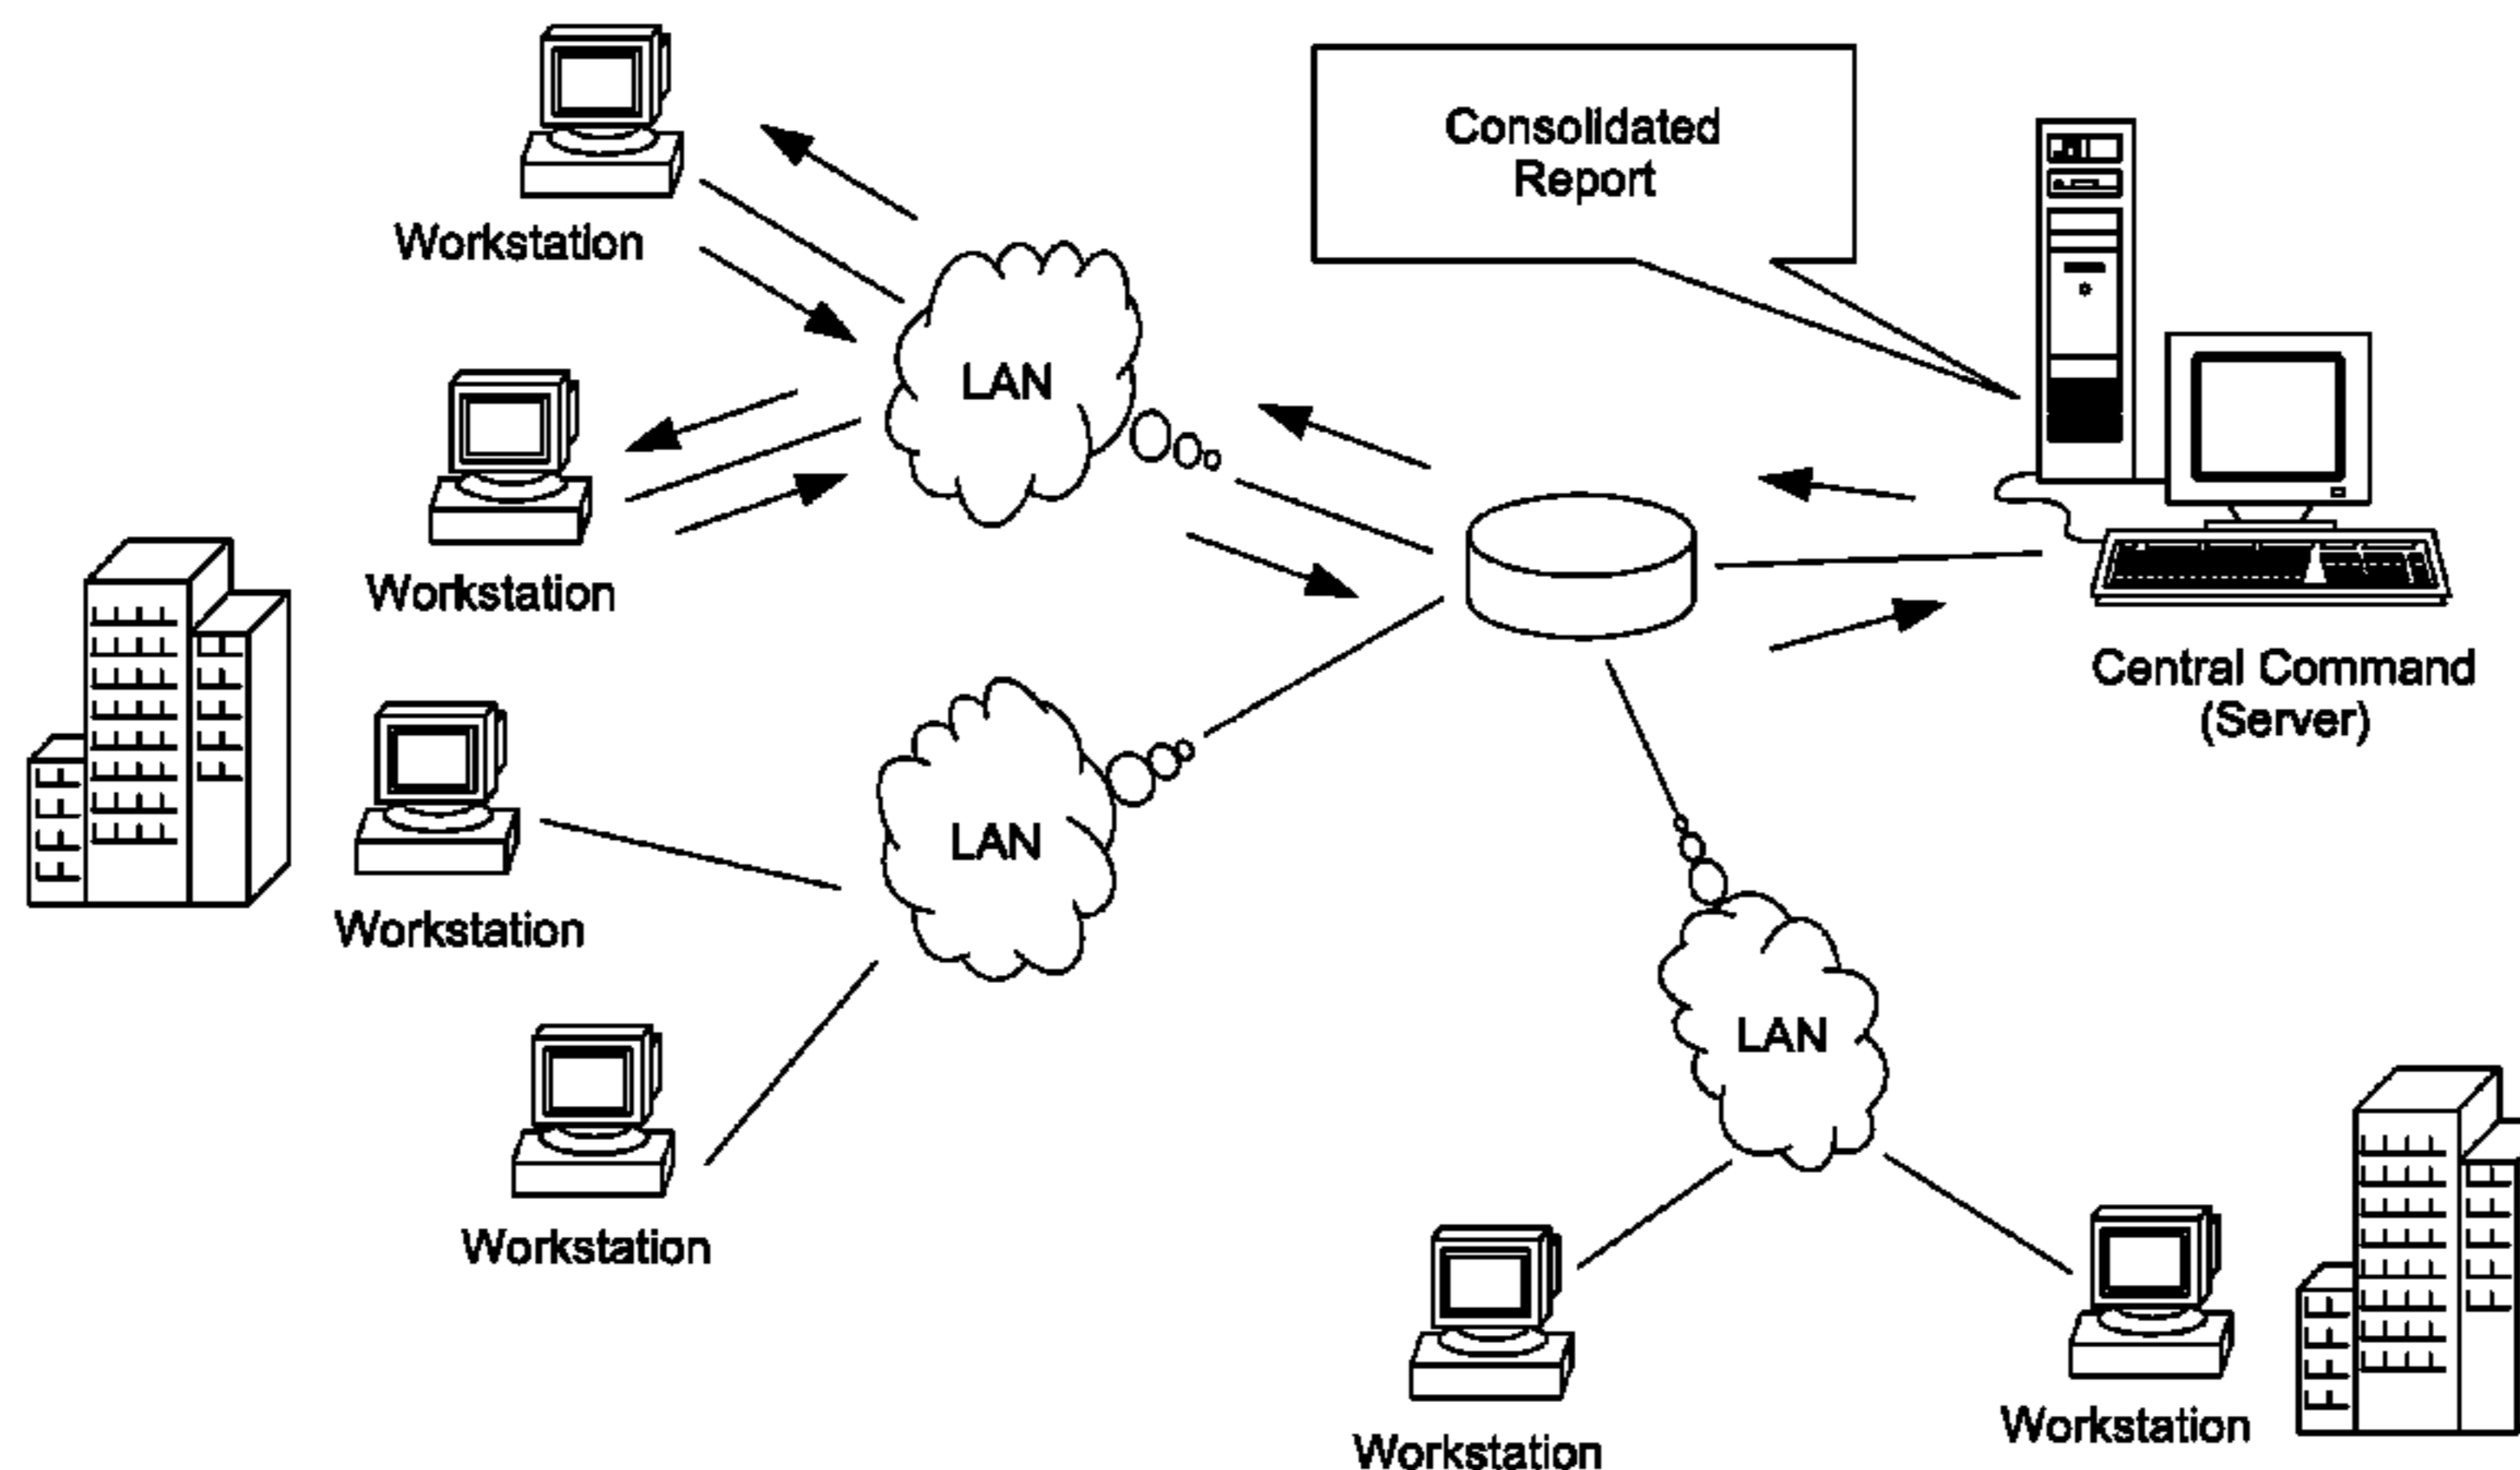 Consolidated
Report
Workstation
LAN
Workstation
Central Command
(Server)
LAN
Workstation
LAN
Workstation
Workstation
Workstation